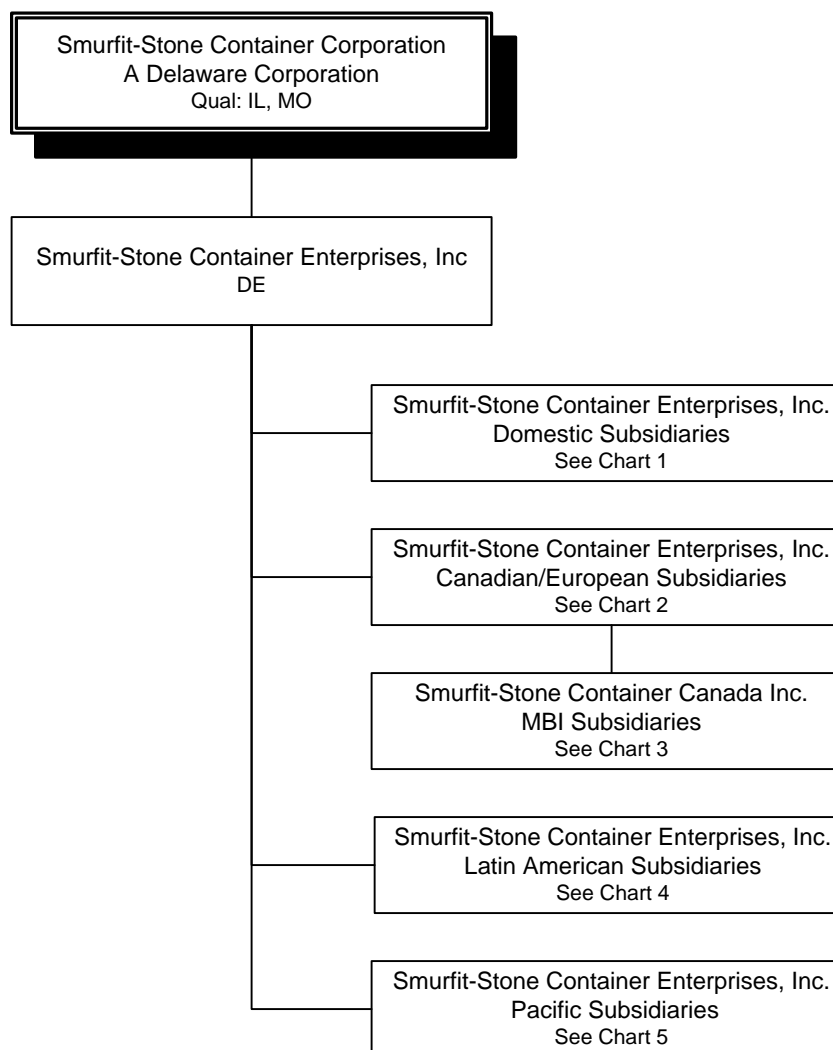 Smurfit-Stone Container Corporation
A Delaware Corporation
Qual: IL, MO
Smurfit-Stone Container Enterprises, Inc
DE
Smurfit-Stone Container Enterprises, Inc.
Domestic Subsidiaries
See Chart 1
Smurfit-Stone Container Enterprises, Inc.
Canadian/European Subsidiaries
See Chart 2
Smurfit-Stone Container Canada Inc.
MBI Subsidiaries
See Chart 3
Smurfit-Stone Container Enterprises, Inc.
Latin American Subsidiaries
See Chart 4
Smurfit-Stone Container Enterprises, Inc.
Pacific Subsidiaries
See Chart 5